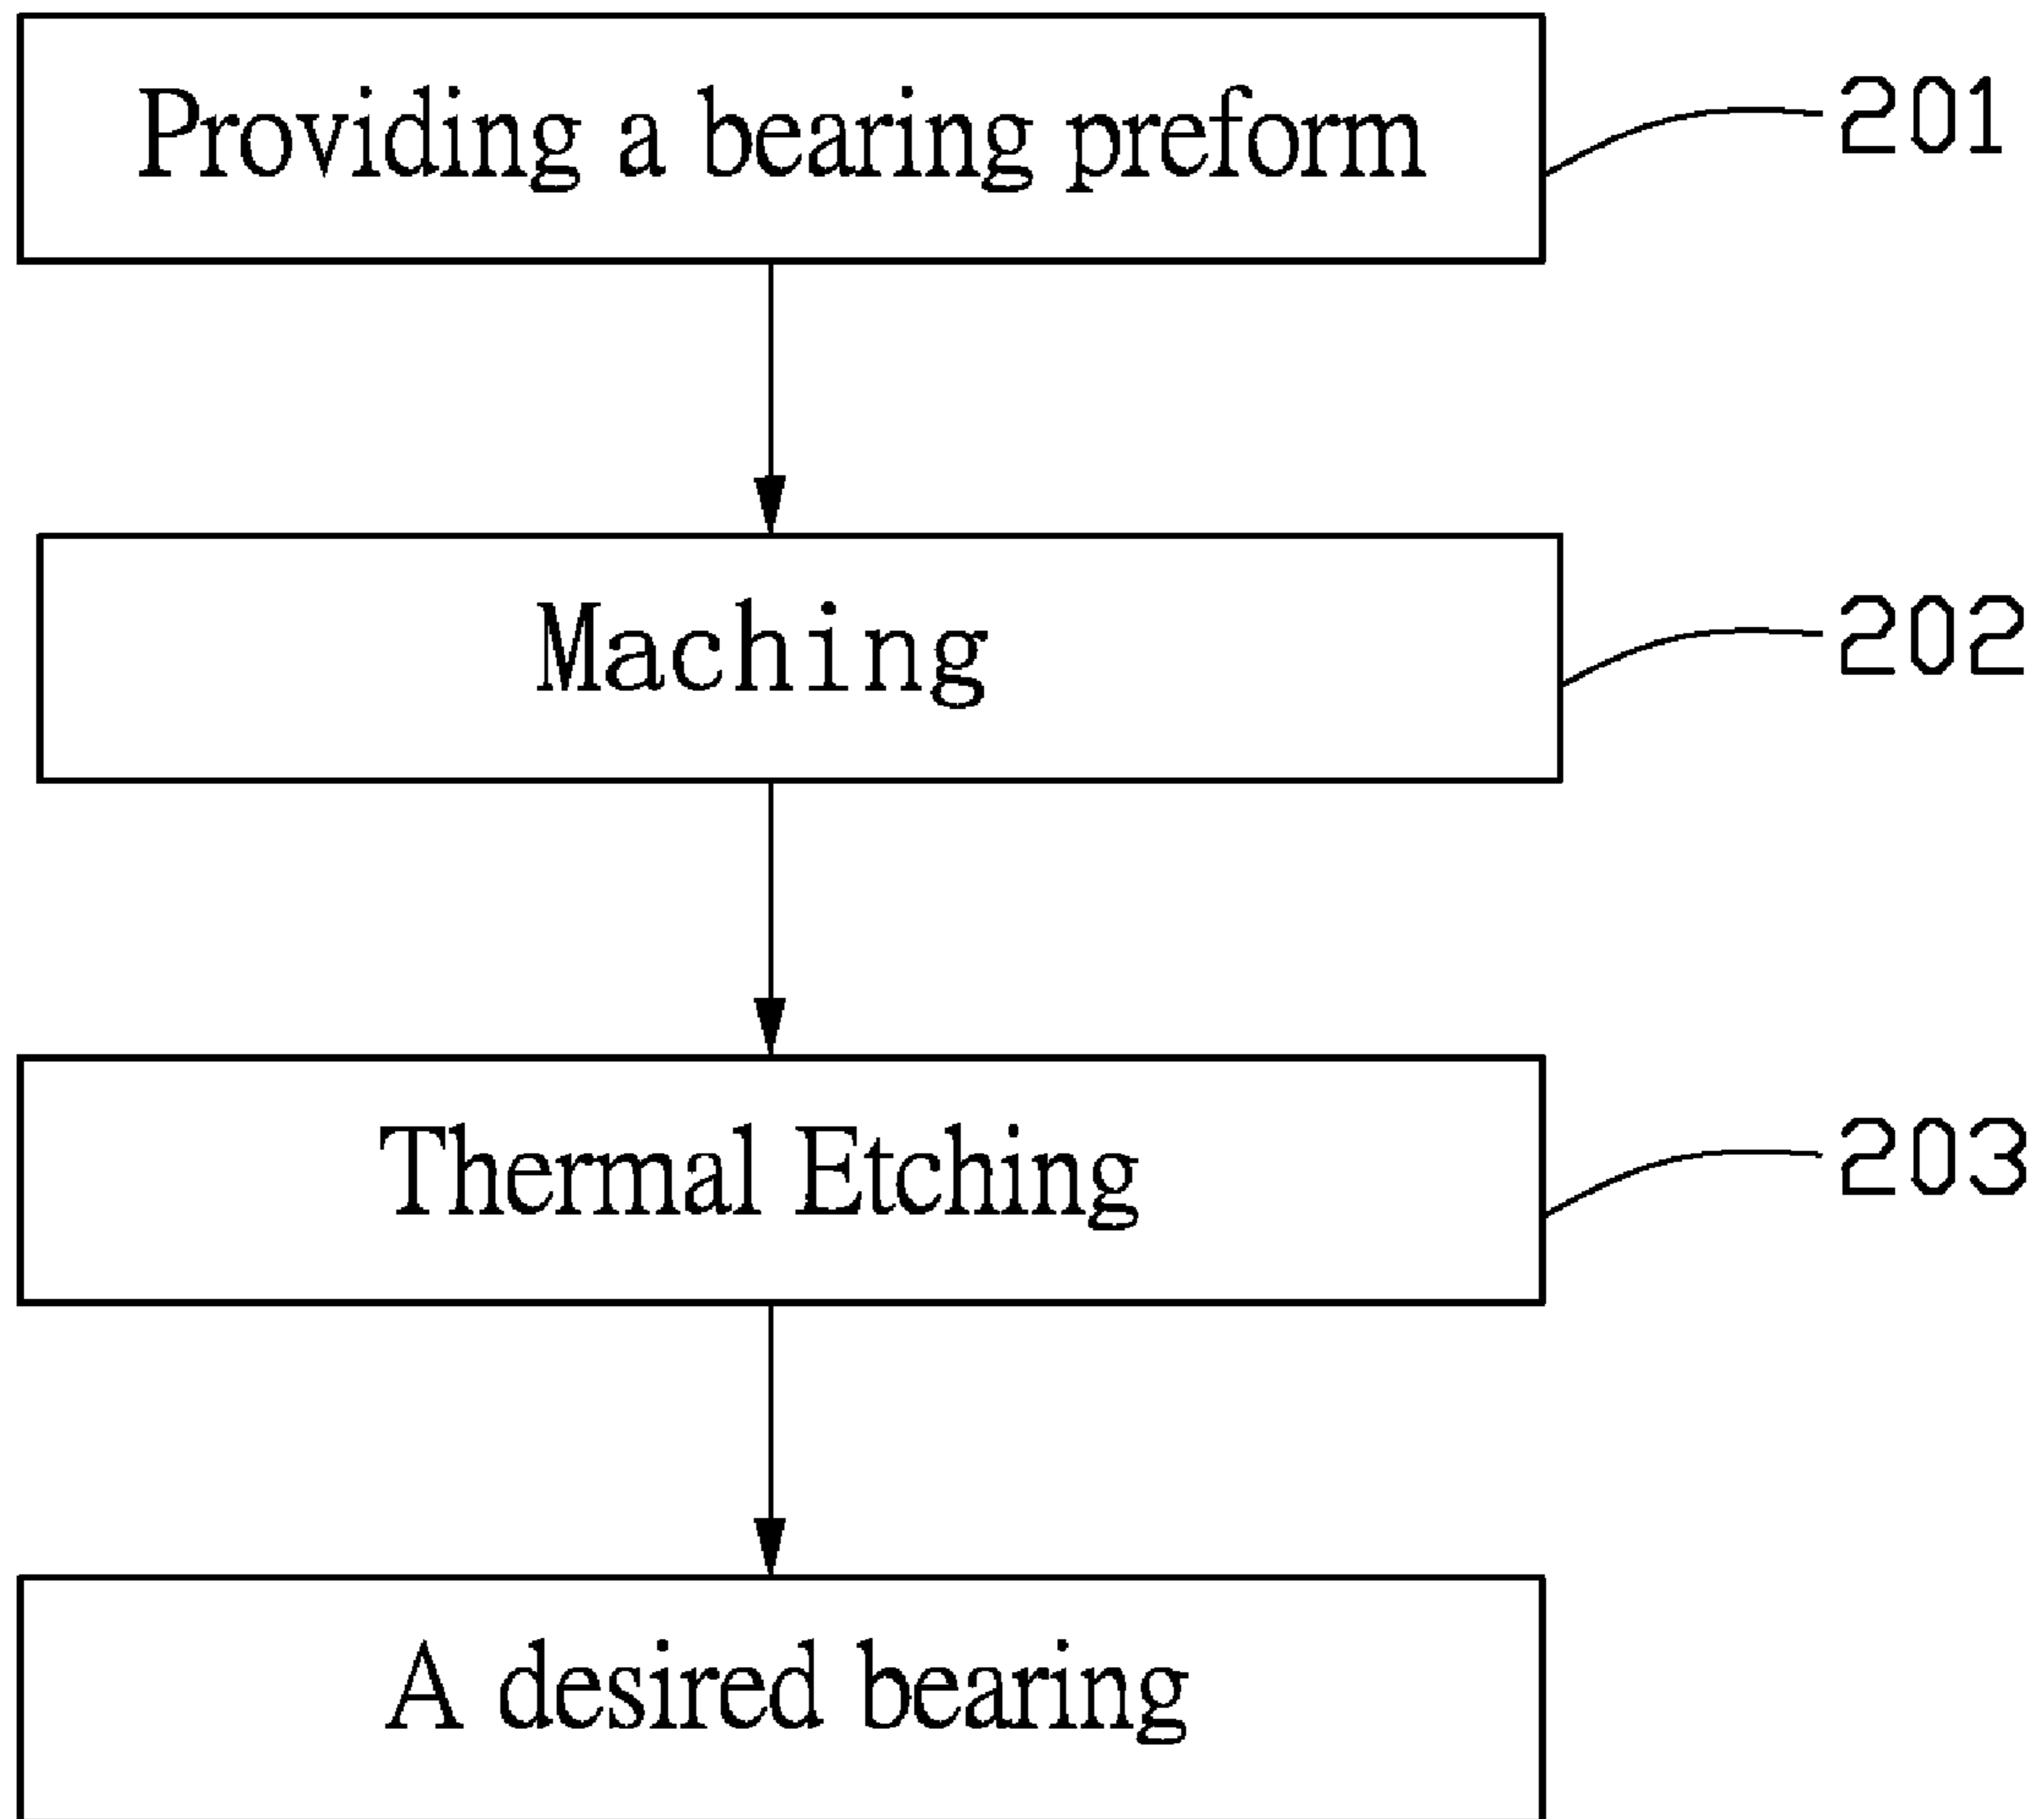 Providing a bearing preform
201
Maching
202
Thermal Etching
203
A desired bearing